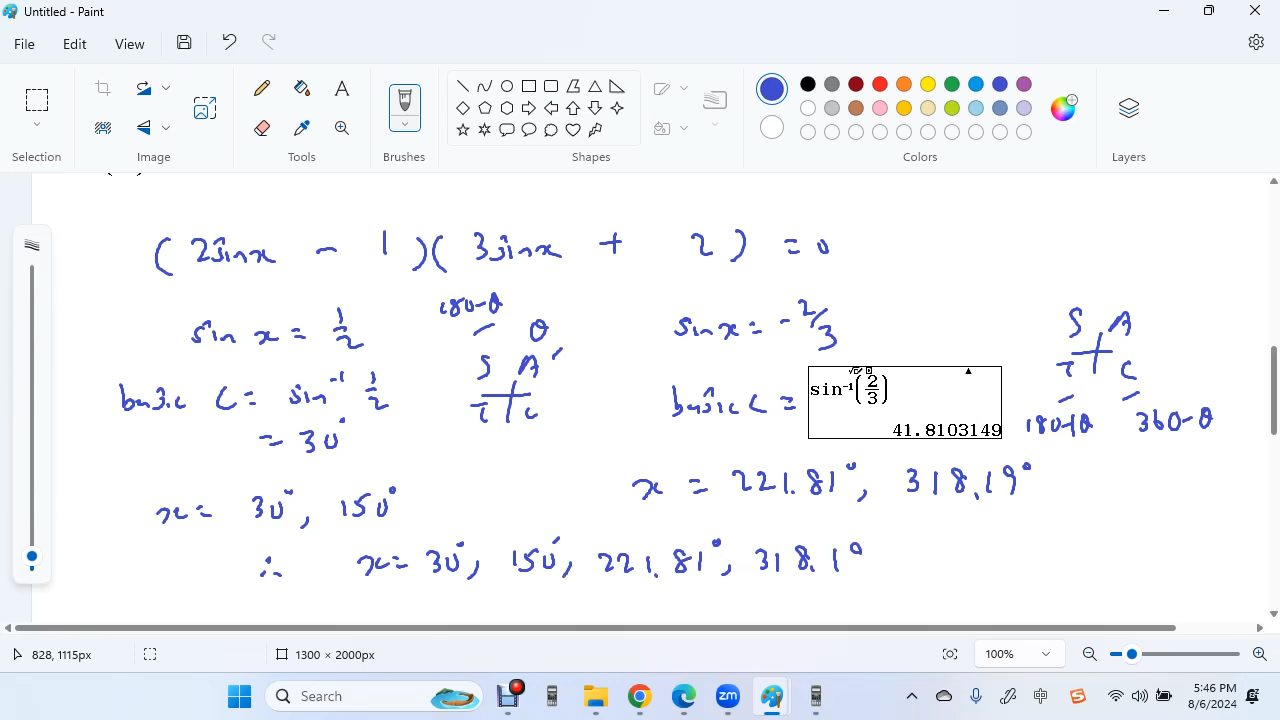 Untitled - Paint
File Edit View
Selection Image Tools Brushes Shapes Colors Layers
(2sinx - 1)(3sinx + 2) = 0
sin x = 1/2
180-θ θ
S A
T C
basic ∠ = sin⁻¹ 1/2
= 30°
x = 30°, 150°
sinx = -2/3
basic ∠ =
sin⁻¹(2/3)
41.8103149
S A
T C
180+θ 360-θ
x = 221.81°, 318.19°
∴ x = 30°, 150°, 221.81°, 318.1°
828, 1115px
1300 × 2000px
100%
Search
zm
中
5:46 PM
8/6/2024